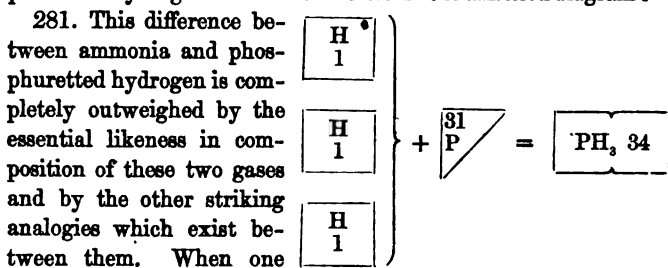 281. This difference be-
tween ammonia and phos-
phuretted hydrogen is com-
pletely outweighed by the
essential likeness in com-
position of these two gases
and by the other striking
analogies which exist be-
tween them. When one
H
1
H
1
H
1
+
31
P
=
PH₃ 34